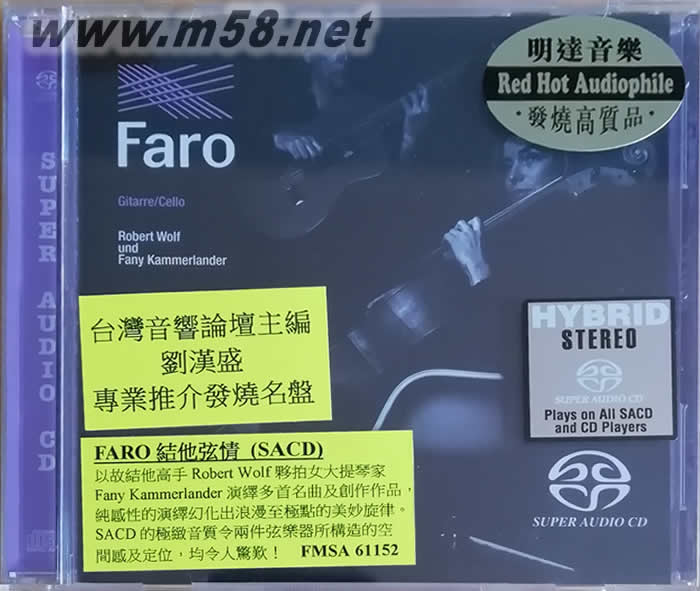 www.m58.net
明達音樂
Red Hot Audiophile
·發燒高質品·
SUPER AUDIO CD
Faro
Gitarre/Cello
Robert Wolf
und
Fany Kammerlander
台灣音響論壇主編
劉漢盛
專業推介發燒名盤
HYBRID
STEREO
SUPER AUDIO CD
Plays on All SACD
and CD Players
FARO 結他弦情 (SACD)
以故結他高手 Robert Wolf 夥拍女大提琴家
Fany Kammerlander 演繹多首名曲及創作作品，
純感性的演繹幻化出浪漫至極點的美妙旋律。
SACD 的極緻音質令兩件弦樂器所構造的空
間感及定位，均令人驚歎！ FMSA 61152
SUPER AUDIO CD